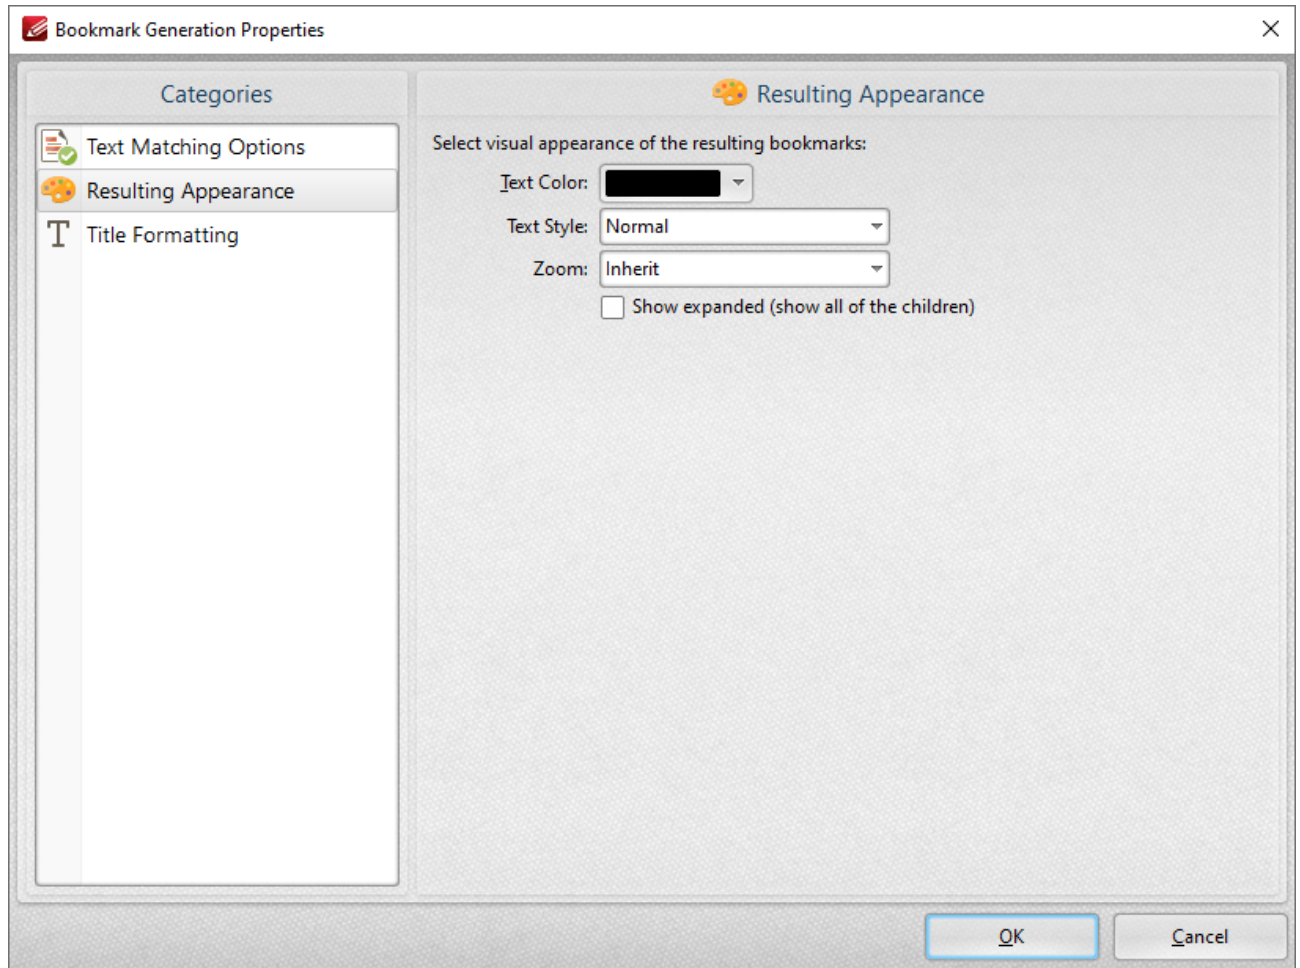 Bookmark Generation Properties
Categories
Text Matching Options
Resulting Appearance
Title Formatting
Resulting Appearance
Select visual appearance of the resulting bookmarks:
Text Color:
Text Style: Normal
Zoom: Inherit
Show expanded (show all of the children)
OK
Cancel